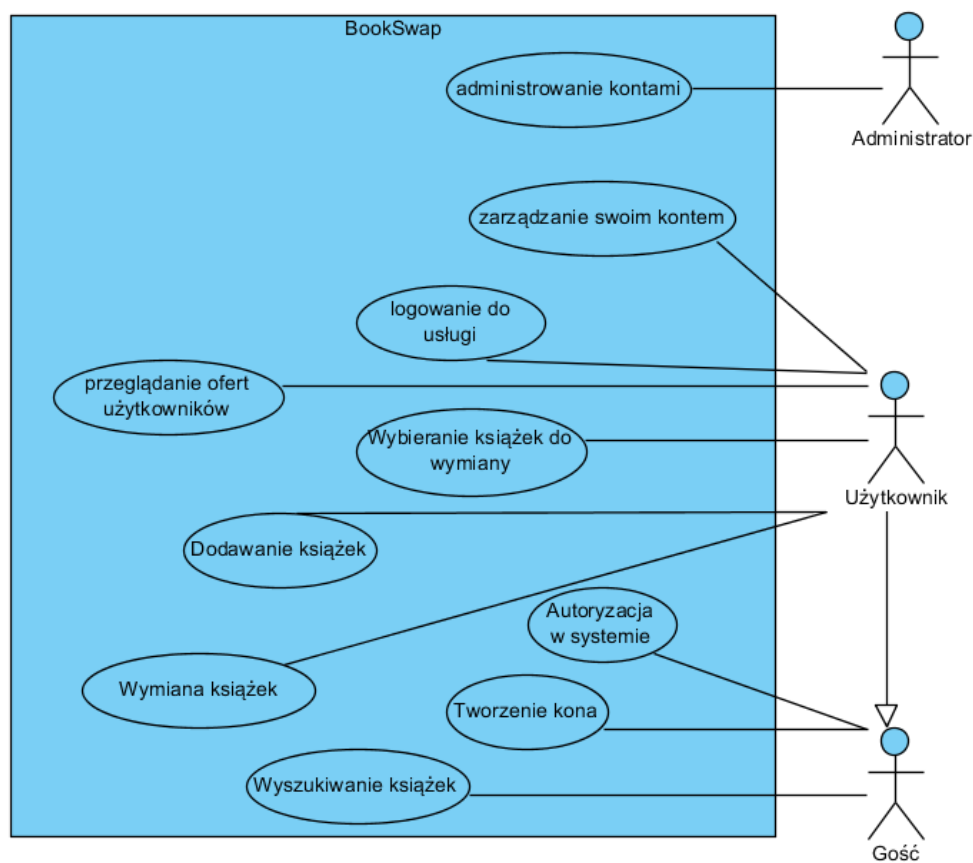 BookSwap
administrowanie kontami
Administrator
zarządzanie swoim kontem
logowanie do
usługi
przeglądanie ofert
użytkowników
Wybieranie książek do
wymiany
Użytkownik
Dodawanie książek
Autoryzacja
w systemie
Wymiana książek
Tworzenie kona
Wyszukiwanie książek
Gość